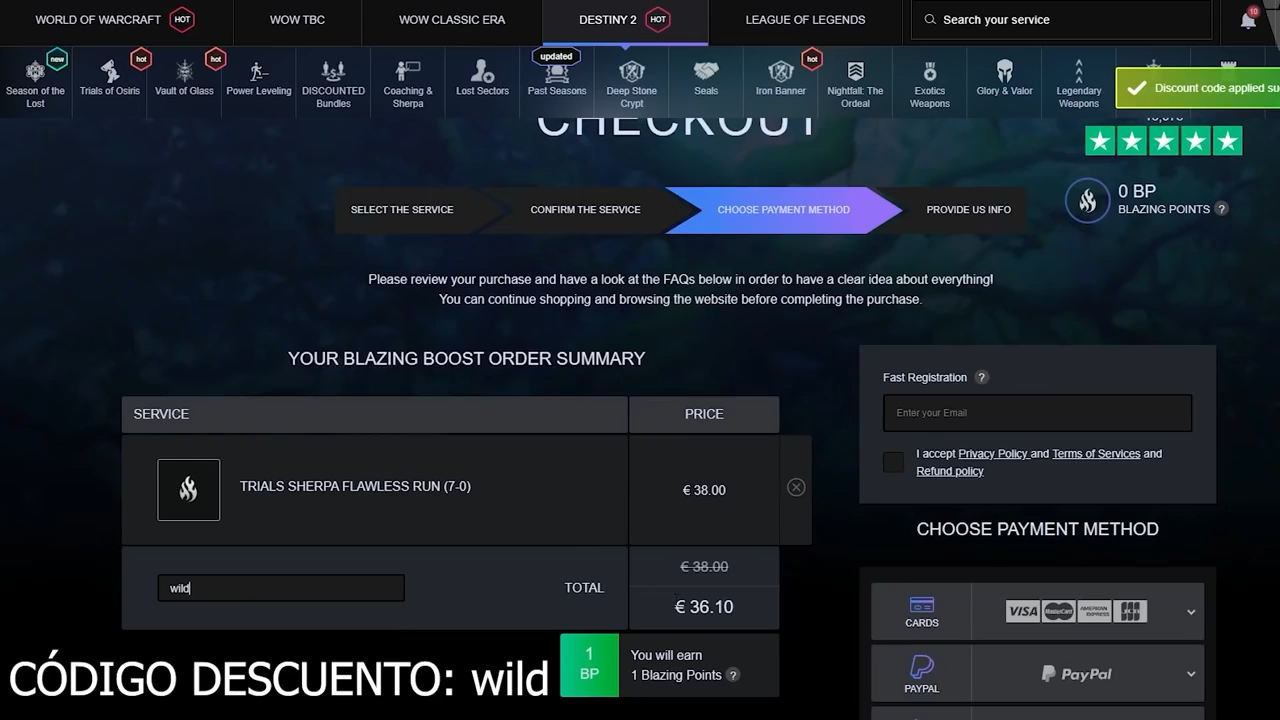 WORLD OF WARCRAFT HOT
WOW TBC
WOW CLASSIC ERA
DESTINY 2 HOT
LEAGUE OF LEGENDS
Search your service
10
new
hot
hot
updated
hot
Season of the
Lost
Trials of Osiris
Vault of Glass
Power Leveling
DISCOUNTED
Bundles
Coaching &
Sherpa
Lost Sectors
Past Seasons
Deep Stone
Crypt
Seals
Iron Banner
Nightfall: The
Ordeal
Exotics
Weapons
Glory & Valor
Legendary
Weapons
Discount code applied su
CHECKOUT
SELECT THE SERVICE
CONFIRM THE SERVICE
CHOOSE PAYMENT METHOD
PROVIDE US INFO
0 BP
BLAZING POINTS ?
Please review your purchase and have a look at the FAQs below in order to have a clear idea about everything!
You can continue shopping and browsing the website before completing the purchase.
YOUR BLAZING BOOST ORDER SUMMARY
SERVICE
PRICE
TRIALS SHERPA FLAWLESS RUN (7-0)
€ 38.00
wild
TOTAL
€ 38.00
€ 36.10
1
BP
You will earn
1 Blazing Points ?
Fast Registration ?
Enter your Email
I accept Privacy Policy and Terms of Services and
Refund policy
CHOOSE PAYMENT METHOD
CARDS
VISA MasterCard AMERICAN EXPRESS JCB
PAYPAL
PayPal
CÓDIGO DESCUENTO: wild